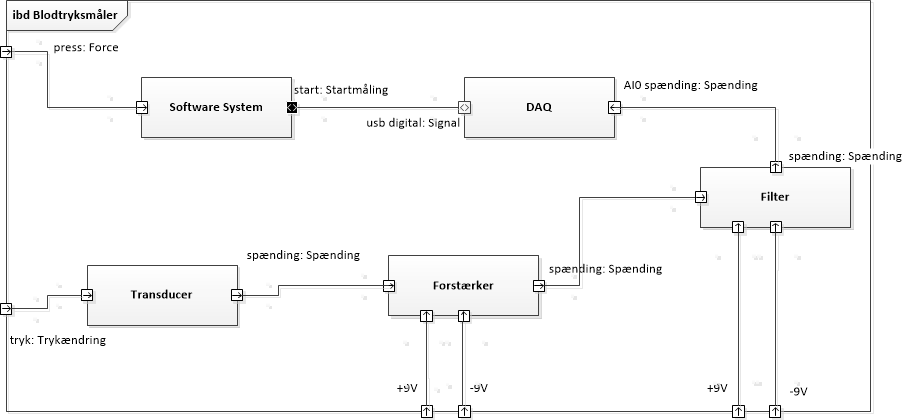 ibd Blodtryksmåler
press: Force
Software System
start: Startmåling
usb digital: Signal
DAQ
AI0 spænding: Spænding
spænding: Spænding
Filter
spænding: Spænding
spænding: Spænding
Transducer
Forstærker
tryk: Trykændring
+9V
-9V
+9V
-9V